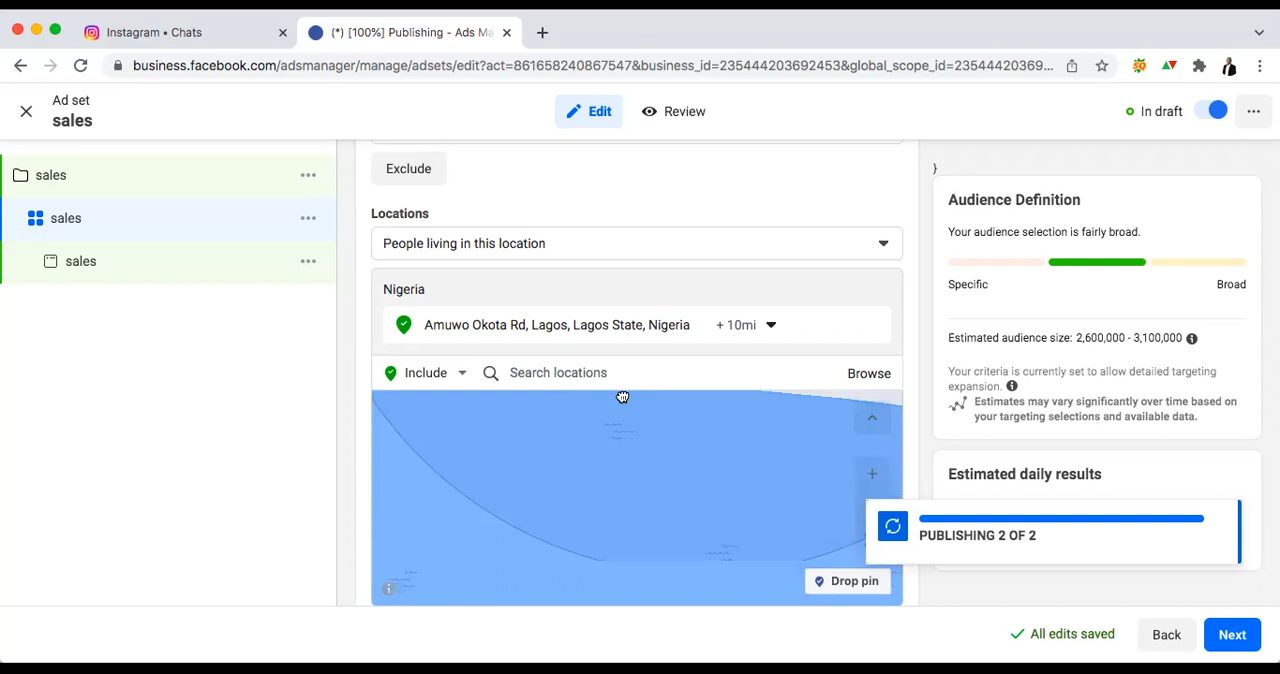 Instagram • Chats
(*) [100%] Publishing - Ads Ma
business.facebook.com/adsmanager/manage/adsets/edit?act=861658240867547&business_id=235444203692453&global_scope_id=23544420369...
Ad set
sales
Edit
Review
In draft
sales
sales
sales
Exclude
Locations
People living in this location
Nigeria
Amuwo Okota Rd, Lagos, Lagos State, Nigeria + 10mi
Include
Search locations
Browse
Drop pin
}
Audience Definition
Your audience selection is fairly broad.
Specific
Broad
Estimated audience size: 2,600,000 - 3,100,000
Your criteria is currently set to allow detailed targeting
expansion.
Estimates may vary significantly over time based on
your targeting selections and available data.
Estimated daily results
PUBLISHING 2 OF 2
All edits saved
Back
Next